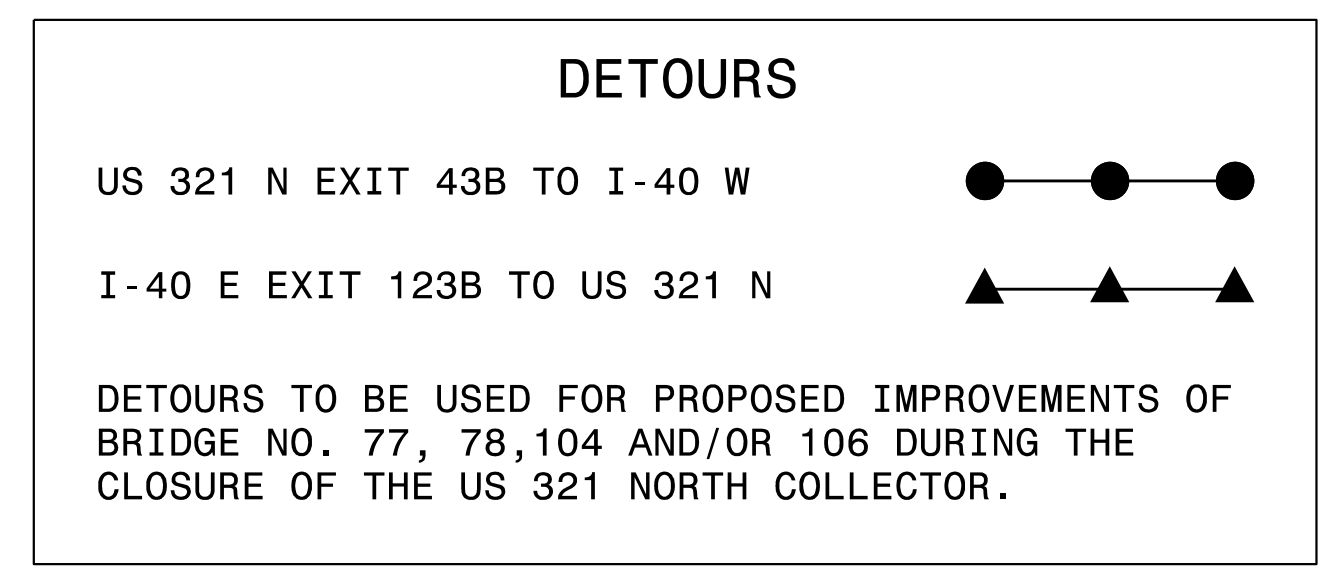 DETOURS
US 321 N EXIT 43B TO I-40 W
I-40 E EXIT 123B TO US 321 N
DETOURS TO BE USED FOR PROPOSED IMPROVEMENTS OF
BRIDGE NO. 77, 78,104 AND/OR 106 DURING THE
CLOSURE OF THE US 321 NORTH COLLECTOR.